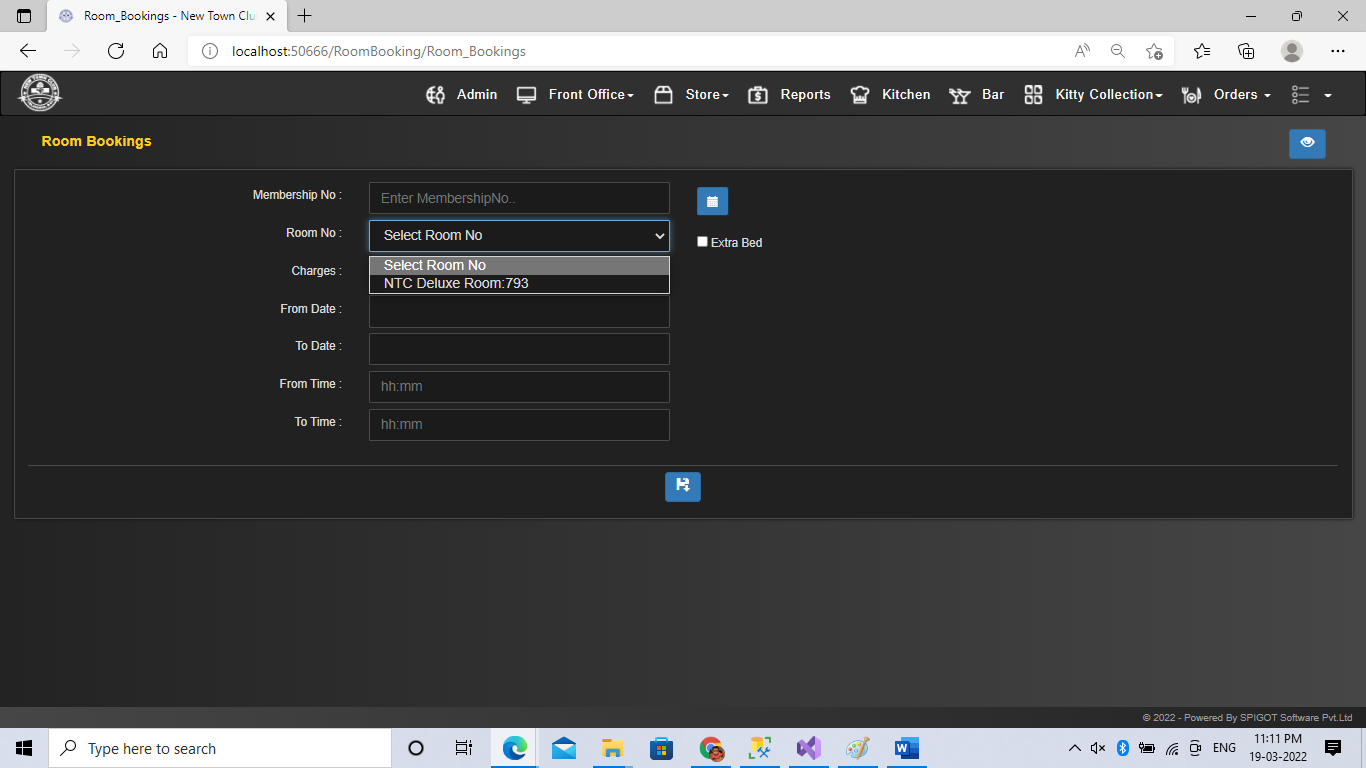 Room_Bookings - New Town Clu
localhost:50666/RoomBooking/Room_Bookings
Admin Front Office Store Reports Kitchen Bar Kitty Collection Orders
Room Bookings
Membership No : Enter MembershipNo..
Room No : Select Room No
Extra Bed
Select Room No
Charges :
NTC Deluxe Room:793
From Date :
To Date :
From Time : hh:mm
To Time : hh:mm
© 2022 - Powered By SPIGOT Software Pvt.Ltd
Type here to search
ENG
11:11 PM
19-03-2022